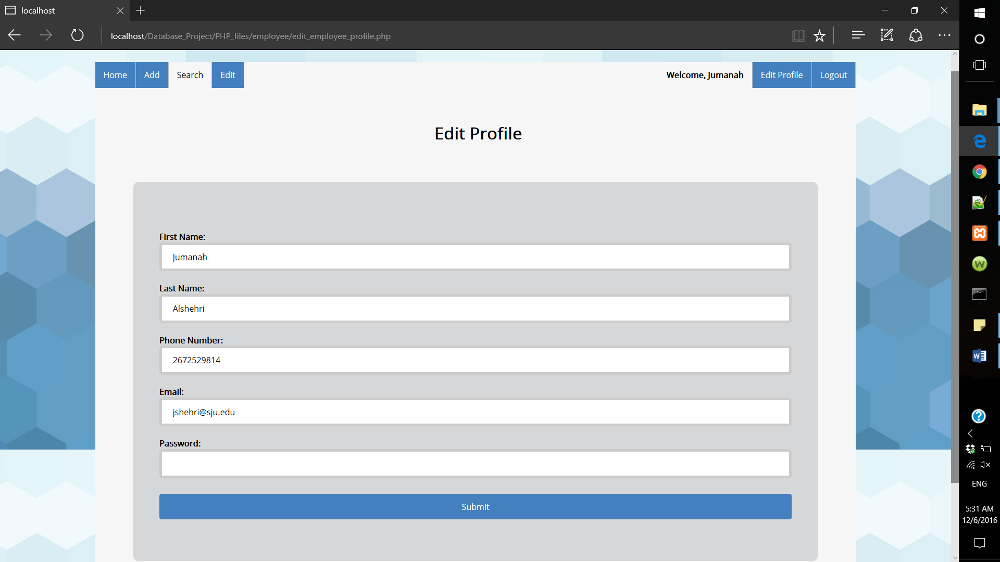 localhost
localhost/Database_Project/PHP_files/employee/edit_employee_profile.php
Home Add Search Edit Welcome, Jumanah Edit Profile Logout
Edit Profile
First Name:
Jumanah
Last Name:
Alshehri
Phone Number:
2672529814
Email:
jshehri@sju.edu
Password:
Submit
ENG
5:31 AM
12/6/2016